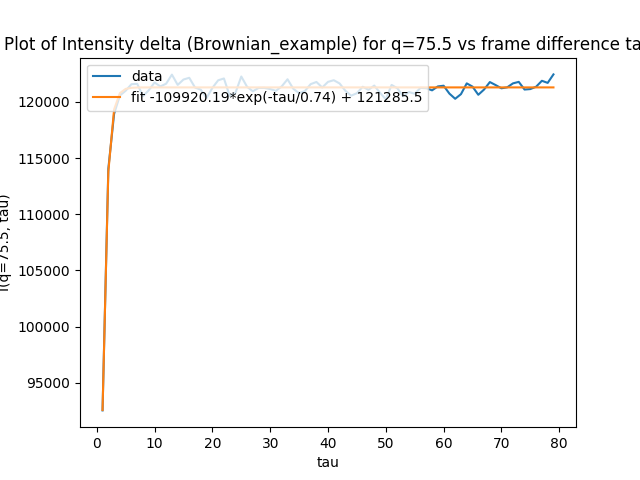 Plot of Intensity delta (Brownian_example) for q=75.5 vs frame difference ta
data
fit -109920.19*exp(-tau/0.74) + 121285.5
120000
115000
110000
105000
100000
95000
I(q=75.5, tau)
0 10 20 30 40 50 60 70 80
tau